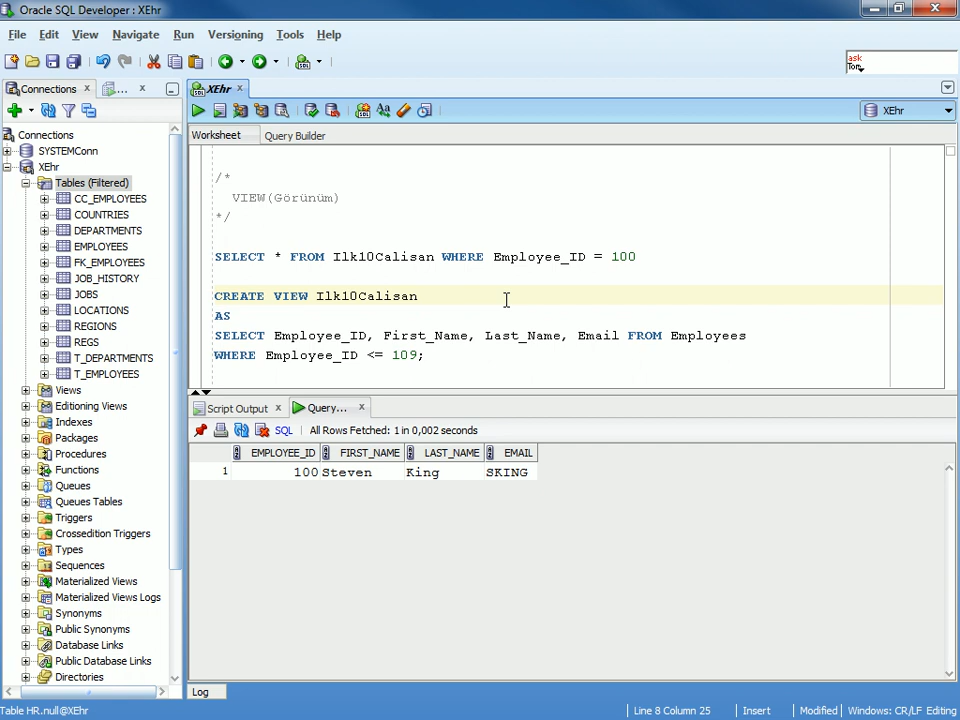 Oracle SQL Developer : XEhr
File Edit View Navigate Run Versioning Tools Help
ask
Tom
Connections
...
XEhr
XEhr
Worksheet Query Builder
Connections
SYSTEMConn
XEhr
Tables (Filtered)
CC_EMPLOYEES
COUNTRIES
DEPARTMENTS
EMPLOYEES
FK_EMPLOYEES
JOB_HISTORY
JOBS
LOCATIONS
REGIONS
REGS
T_DEPARTMENTS
T_EMPLOYEES
Views
Editioning Views
Indexes
Packages
Procedures
Functions
Queues
Queues Tables
Triggers
Crossedition Triggers
Types
Sequences
Materialized Views
Materialized Views Logs
Synonyms
Public Synonyms
Database Links
Public Database Links
Directories
/*
VIEW(Görünüm)
*/
SELECT * FROM Ilk10Calisan WHERE Employee_ID = 100
CREATE VIEW Ilk10Calisan
AS
SELECT Employee_ID, First_Name, Last_Name, Email FROM Employees
WHERE Employee_ID <= 109;
Script Output Query...
SQL All Rows Fetched: 1 in 0,002 seconds
EMPLOYEE_ID FIRST_NAME LAST_NAME EMAIL
1 100 Steven King SKING
Log
Table HR.null@XEhr Line 8 Column 25 Insert Modified Windows: CR/LF Editing